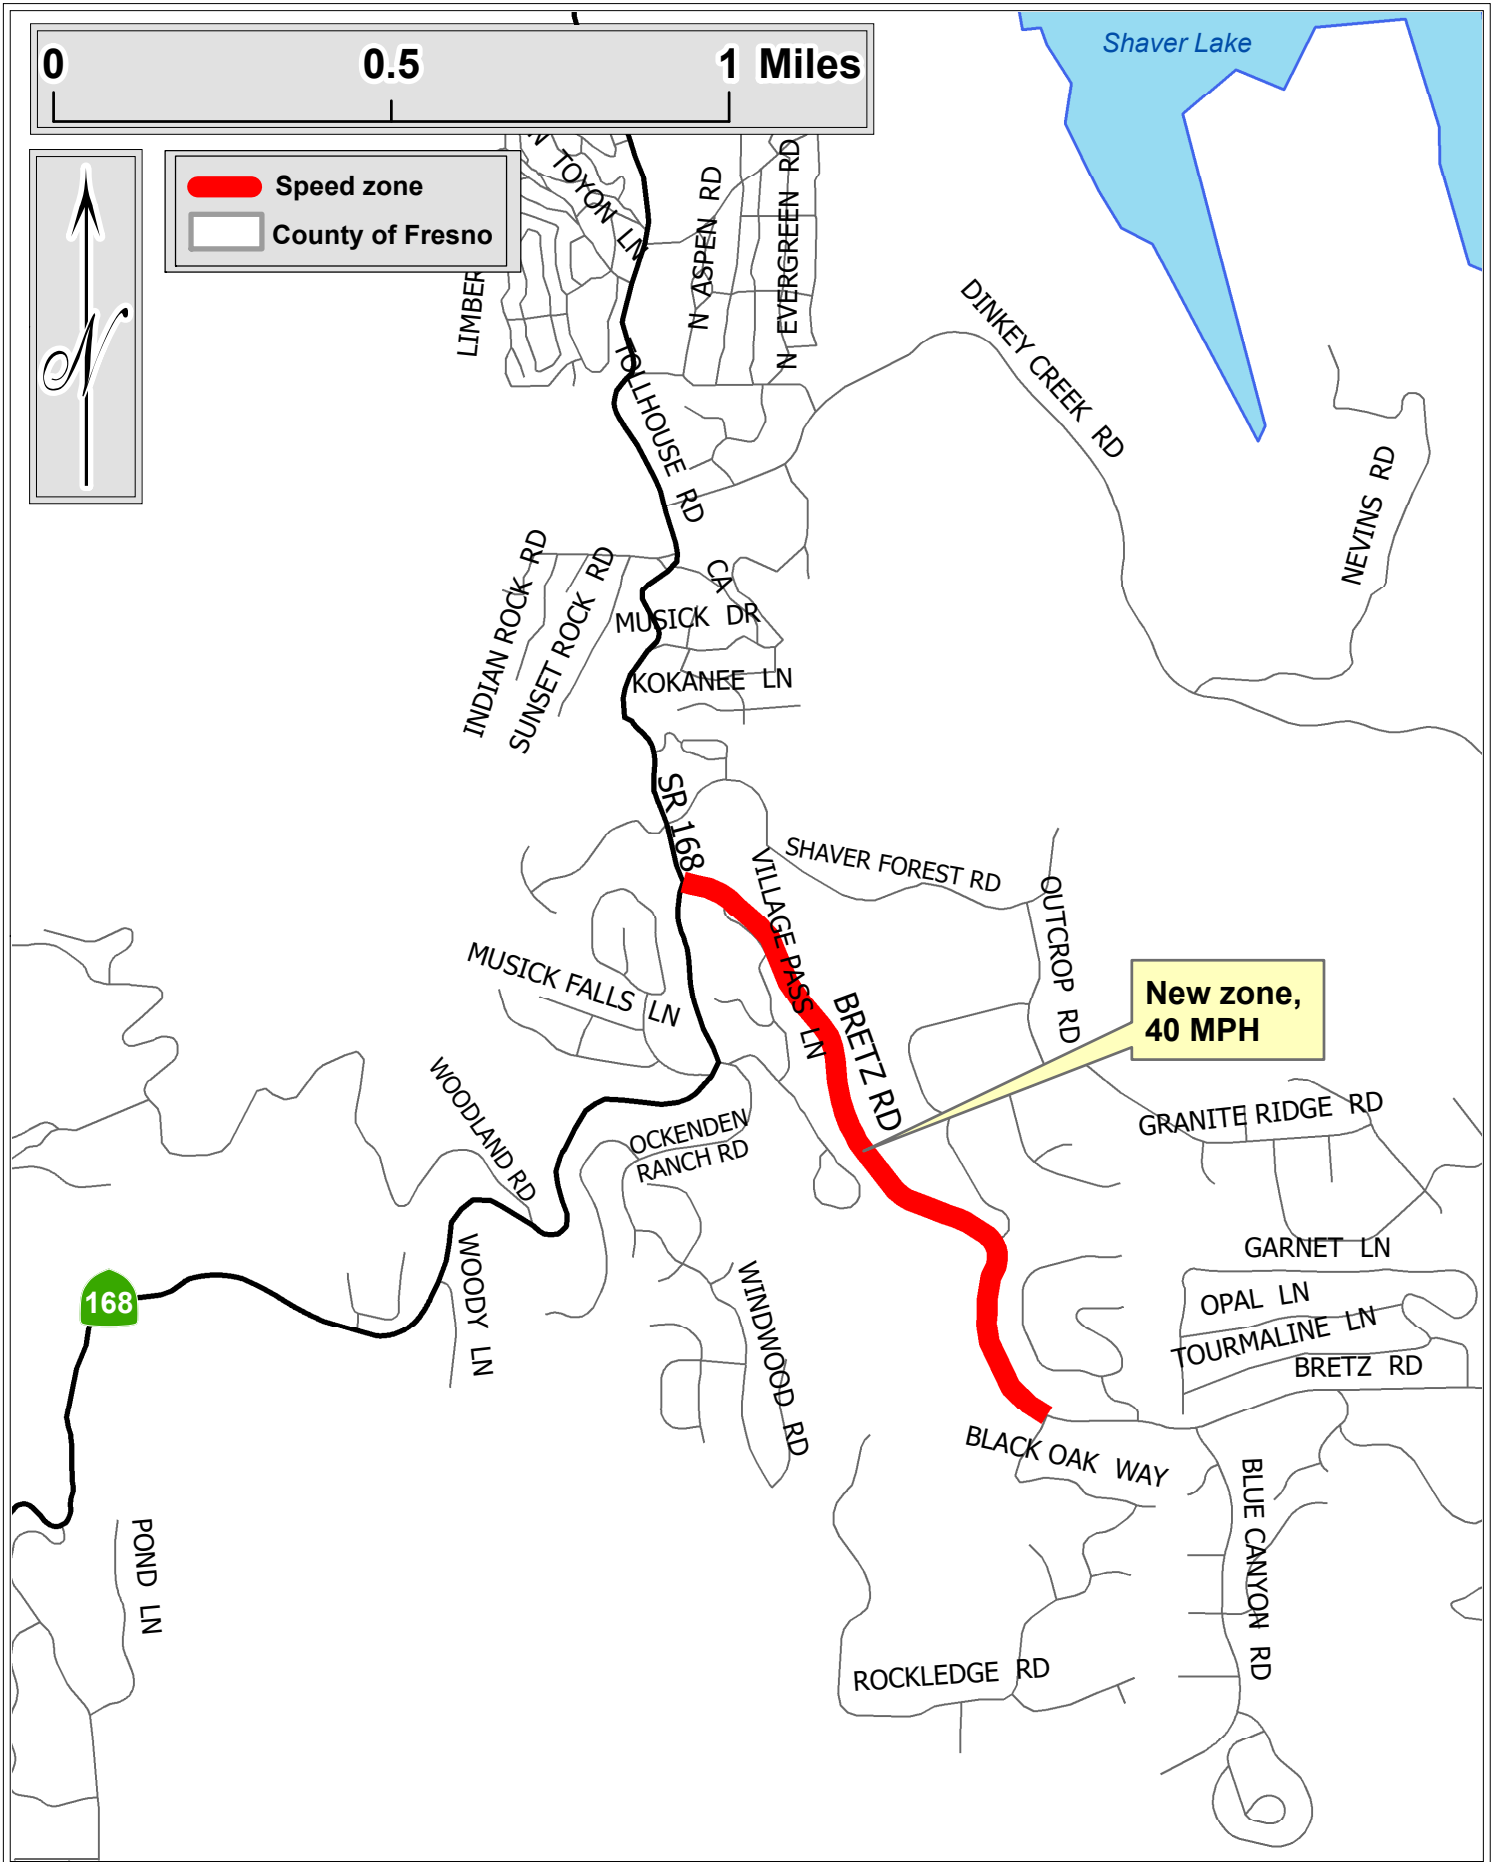 Shaver Lake
0 0.5 1 Miles
Speed zone
County of Fresno
N
N TOYON LN
LIMBER
N ASPEN RD
N EVERGREEN RD
TOLLHOUSE RD
DINKEY CREEK RD
NEVINS RD
INDIAN ROCK RD
SUNSET ROCK RD
CA
MUSICK DR
KOKANEE LN
SR 168
SHAVER FOREST RD
VILLAGE PASS LN
OUTCROP RD
MUSICK FALLS LN
BRETZ RD
New zone,
40 MPH
WOODLAND RD
OCKENDEN
RANCH RD
GRANITE RIDGE RD
GARNET LN
OPAL LN
TOURMALINE LN
BRETZ RD
168
WOODY LN
WINDWOOD RD
BLACK OAK WAY
BLUE CANYON RD
POND LN
ROCKLEDGE RD